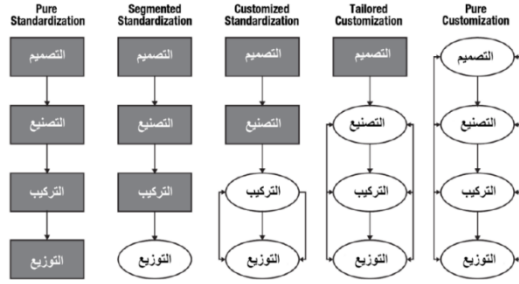 Pure Standardization
Segmented Standardization
Customized Standardization
Tailored Customization
Pure Customization
التصميم
التصميم
التصميم
التصميم
التصميم
التصنيع
التصنيع
التصنيع
التصنيع
التصنيع
التركيب
التركيب
التركيب
التركيب
التركيب
التوزيع
التوزيع
التوزيع
التوزيع
التوزيع